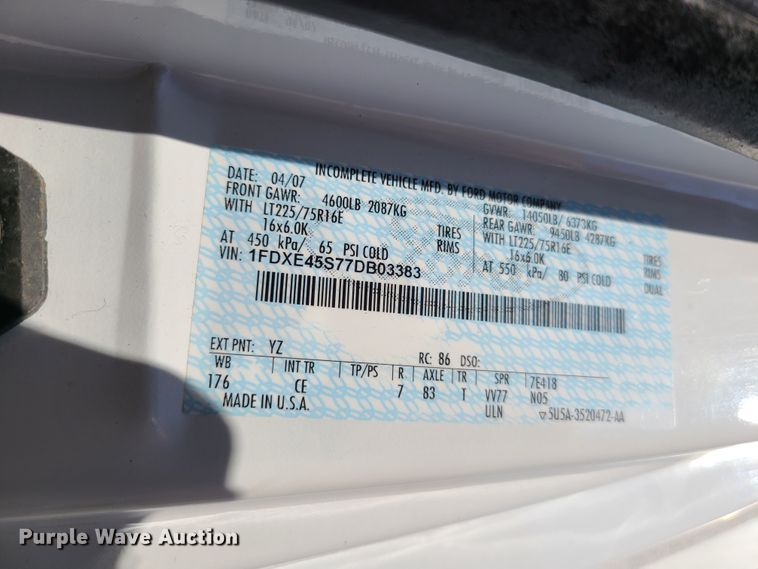 INCOMPLETE VEHICLE MFD. BY FORD MOTOR COMPANY
DATE: 04/07 GVWR: 14050LB/ 6373KG
FRONT GAWR: 4600LB 2087KG REAR GAWR: 9450LB 4287KG
WITH LT225/75R16E TIRES WITH LT225/75R16E TIRES
16x6.0K RIMS 16x6.0K RIMS
AT 450 kPa/ 65 PSI COLD AT 550 kPa/ 80 PSI COLD DUAL
VIN: 1FDXE45S77DB03383
EXT PNT: YZ RC: 86 DSO:
WB INT TR TP/PS R AXLE TR SPR 7E418
176 CE 7 83 T VV77 N05
MADE IN U.S.A. ULN ▽5U5A-3520472-AA
Purple Wave Auction